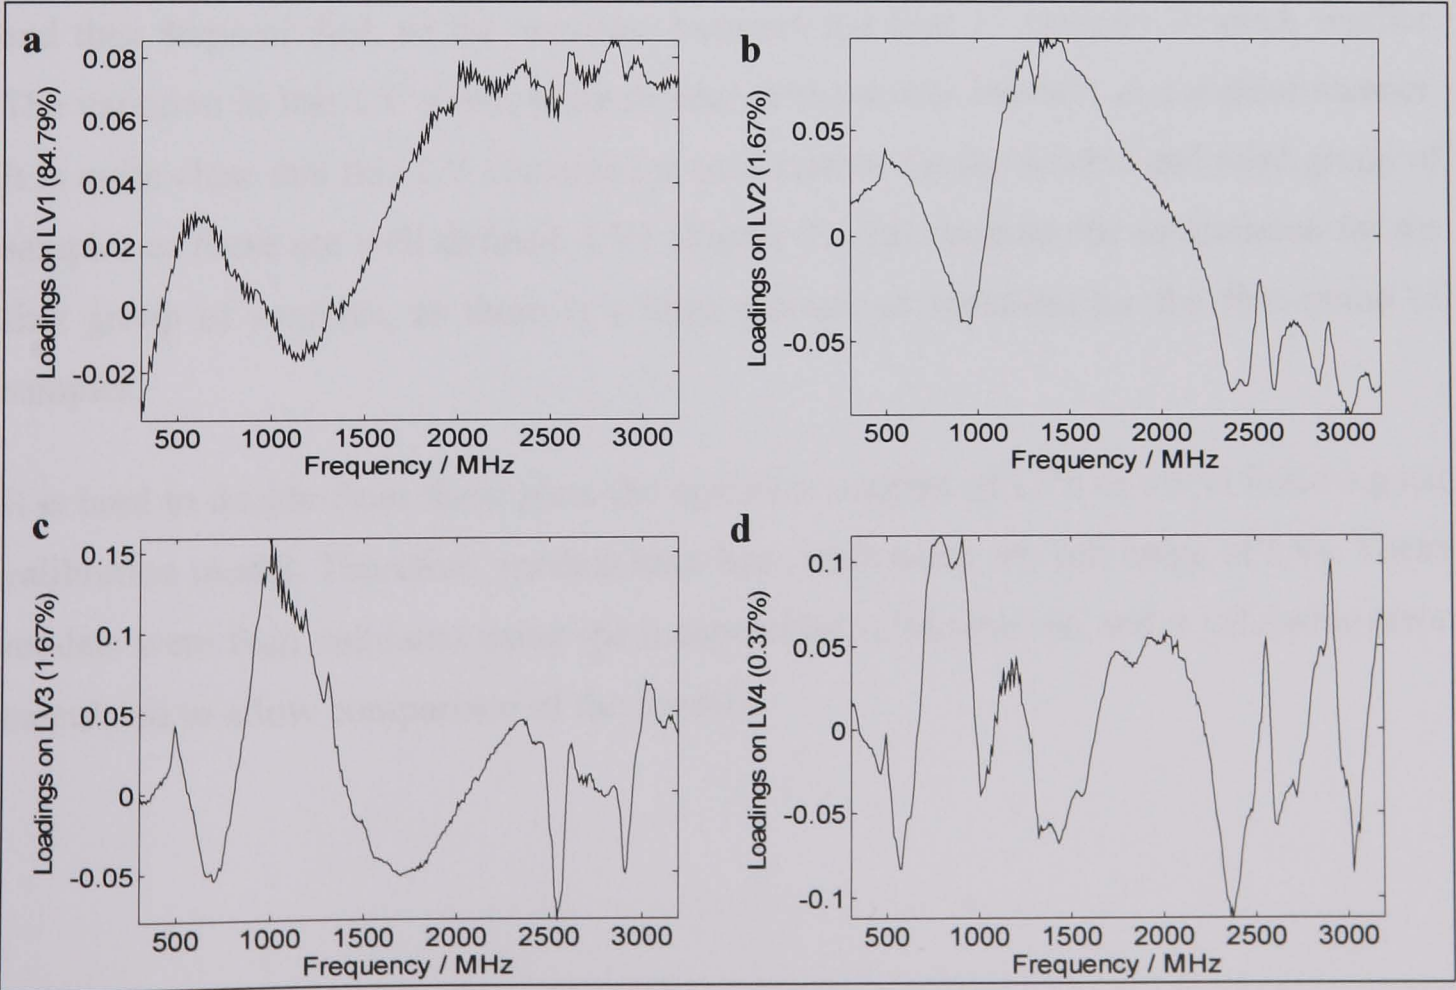 a
Loadings on LV1 (84.79%)
0.08
0.06
0.04
0.02
0
-0.02
500 1000 1500 2000 2500 3000
Frequency / MHz
b
Loadings on LV2 (1.67%)
0.05
0
-0.05
500 1000 1500 2000 2500 3000
Frequency / MHz
c
Loadings on LV3 (1.67%)
0.15
0.1
0.05
0
-0.05
500 1000 1500 2000 2500 3000
Frequency / MHz
d
Loadings on LV4 (0.37%)
0.1
0.05
0
-0.05
-0.1
500 1000 1500 2000 2500 3000
Frequency / MHz